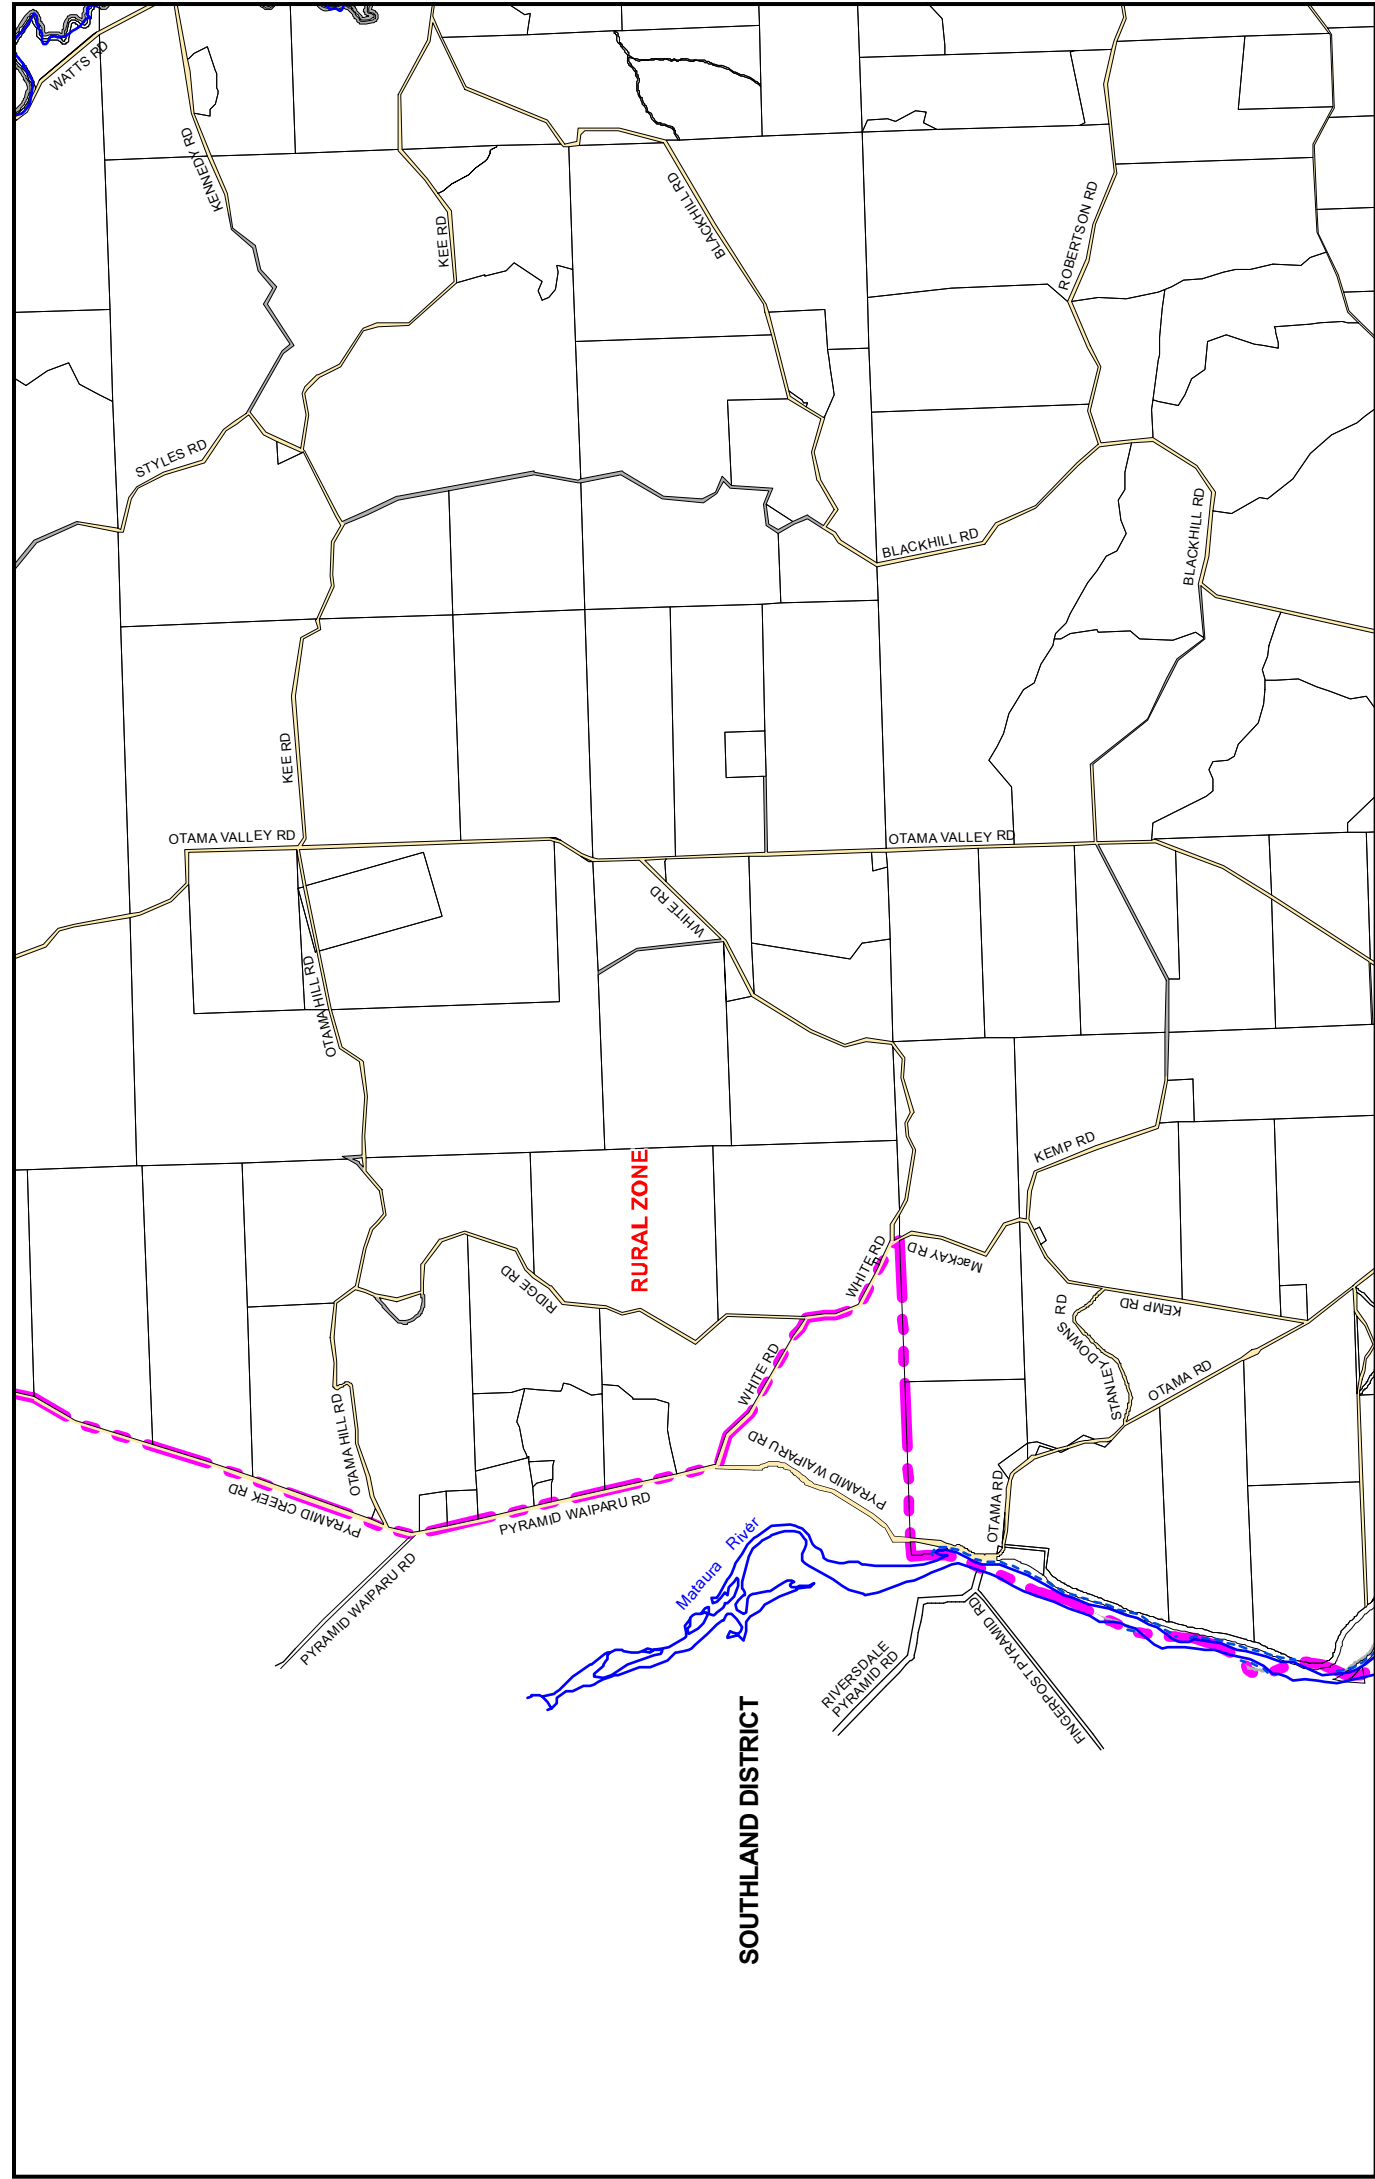 WATTS RD
KENNEDY RD
KEE RD
BLACKHILL RD
ROBERTSON RD
STYLES RD
BLACKHILL RD
BLACKHILL RD
KEE RD
OTAMA VALLEY RD
OTAMA VALLEY RD
WHITE RD
OTAMA HILL RD
KEMP RD
RURAL ZONE
WHITE RD
MacKAY RD
RIDGE RD
KEMP RD
STANLEY DOWNS RD
WHITE RD
OTAMA RD
OTAMA HILL RD
PYRAMID CREEK RD
PYRAMID WAIPARU RD
PYRAMID WAIPARU RD
OTAMA RD
Mataura River
PYRAMID WAIPARU RD
RIVERSDALE
PYRAMID RD
FINGERPOST PYRAMID RD
SOUTHLAND DISTRICT